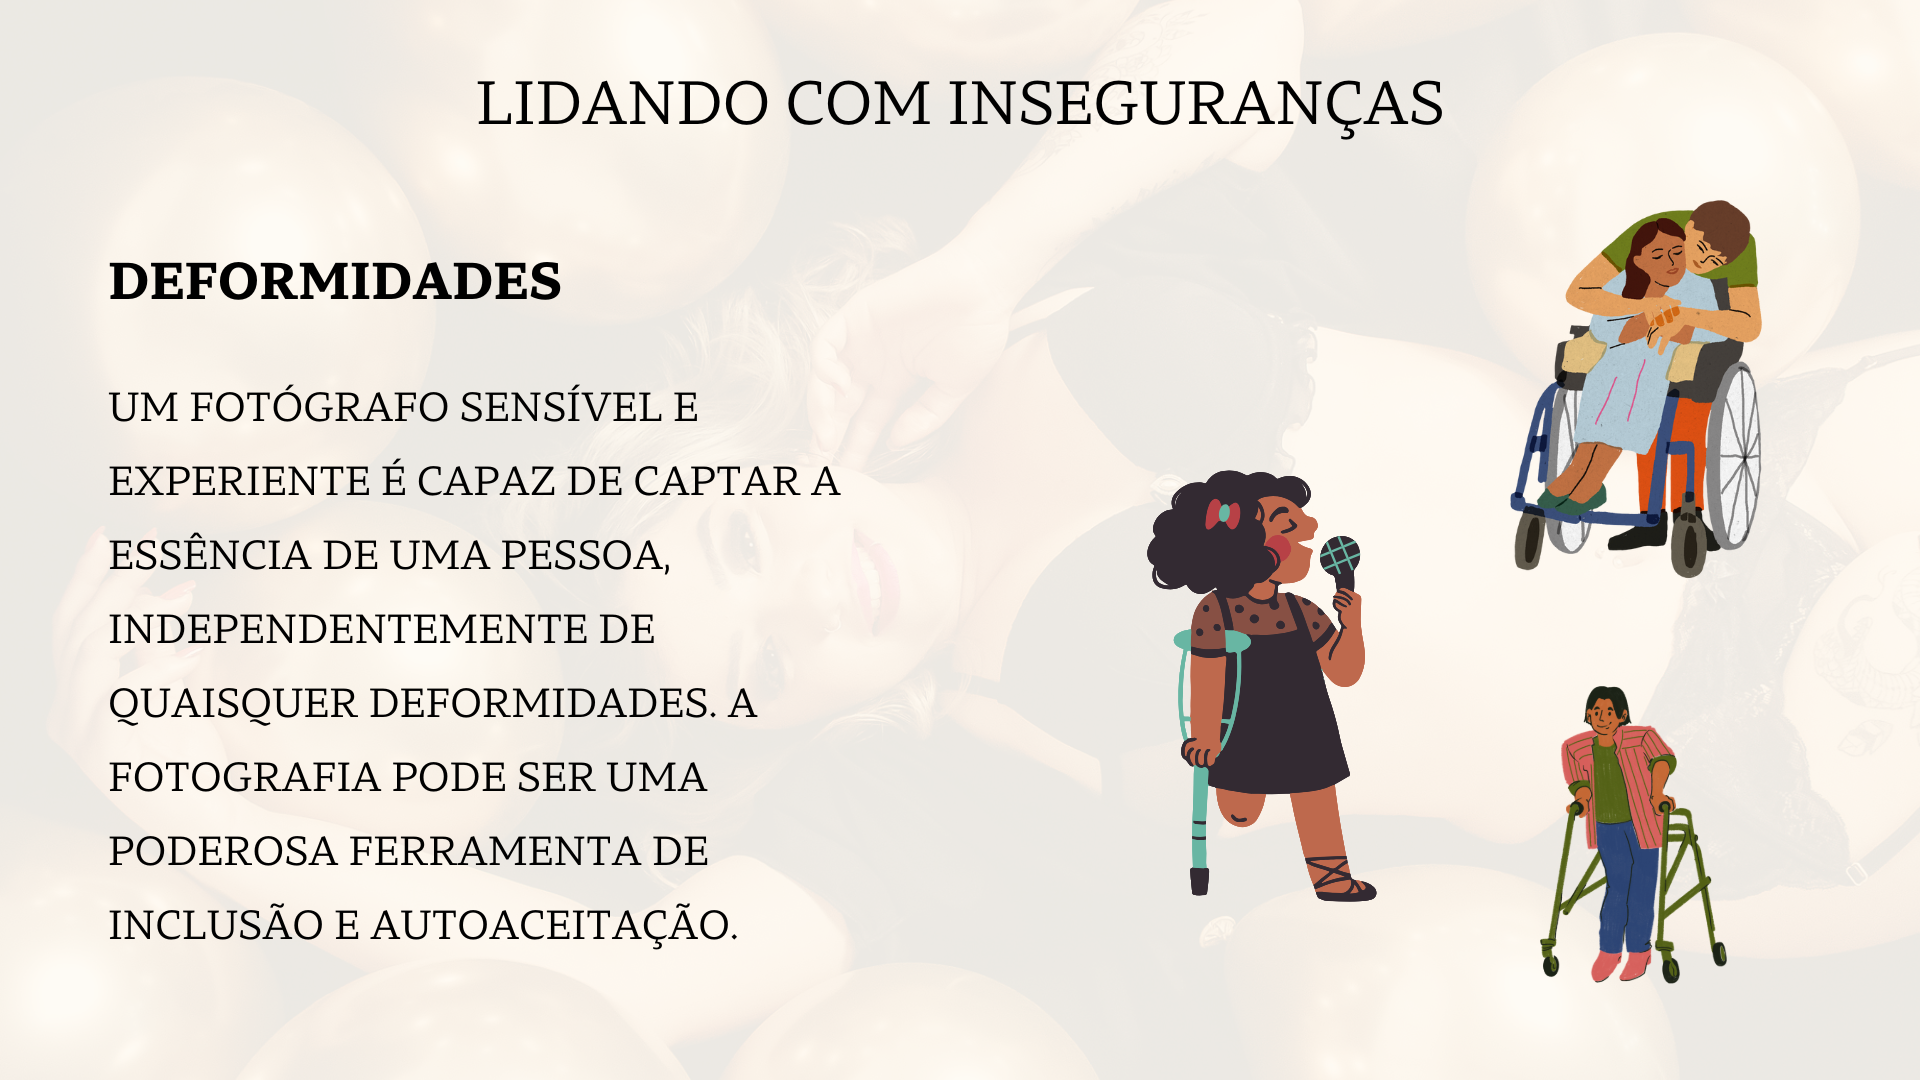 LIDANDO COM INSEGURANÇAS
DEFORMIDADES
UM FOTÓGRAFO SENSÍVEL E
EXPERIENTE É CAPAZ DE CAPTAR A
ESSÊNCIA DE UMA PESSOA,
INDEPENDENTEMENTE DE
QUAISQUER DEFORMIDADES. A
FOTOGRAFIA PODE SER UMA
PODEROSA FERRAMENTA DE
INCLUSÃO E AUTOACEITAÇÃO.